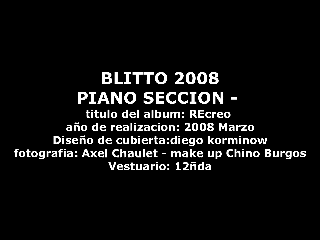 BLITTO 2008
PIANO SECCION -
titulo del album: REcreo
año de realizacion: 2008 Marzo
Diseño de cubierta:diego korminow
fotografia: Axel Chaulet - make up Chino Burgos
Vestuario: 12ñda